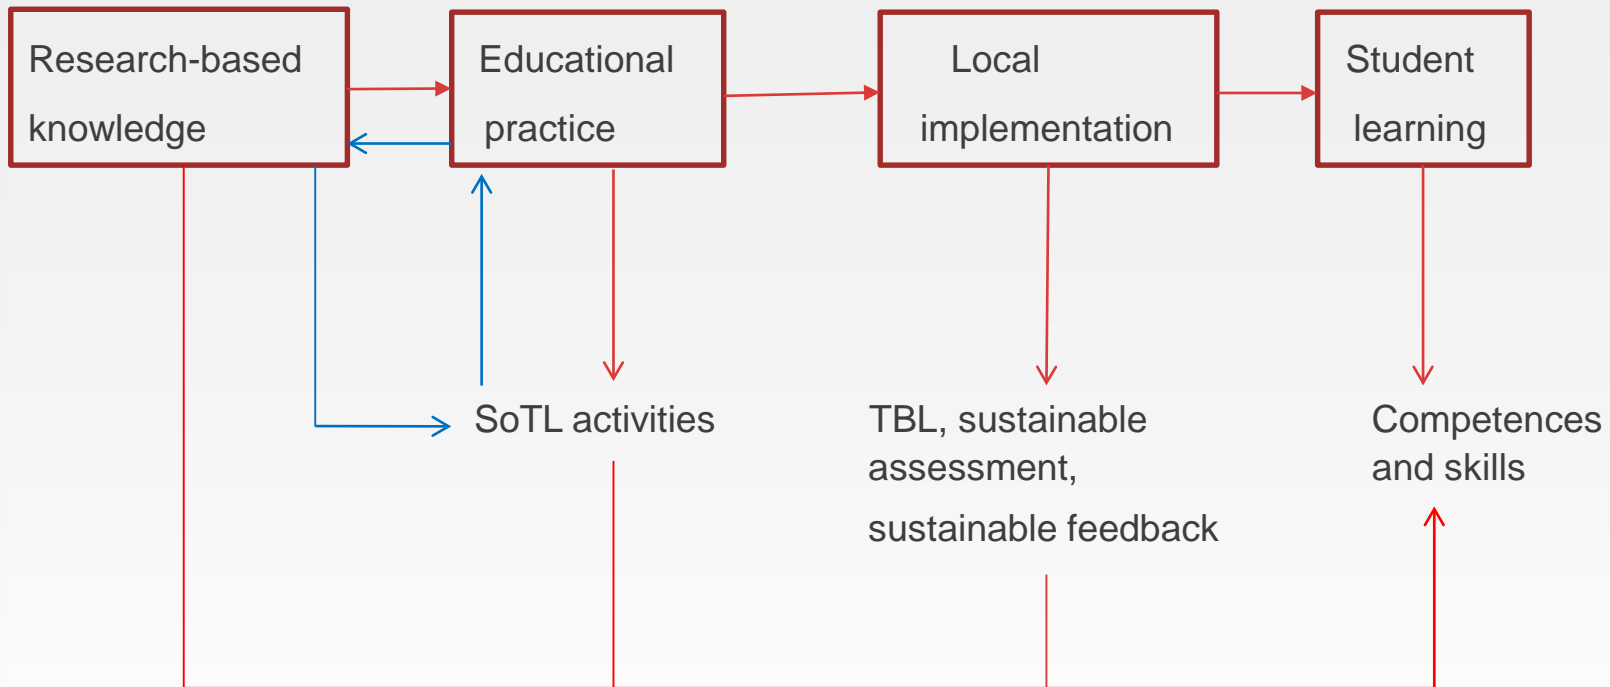 Research-based
knowledge
Educational
practice
Local
implementation
Student
learning
SoTL activities
TBL, sustainable
assessment,
sustainable feedback
Competences
and skills